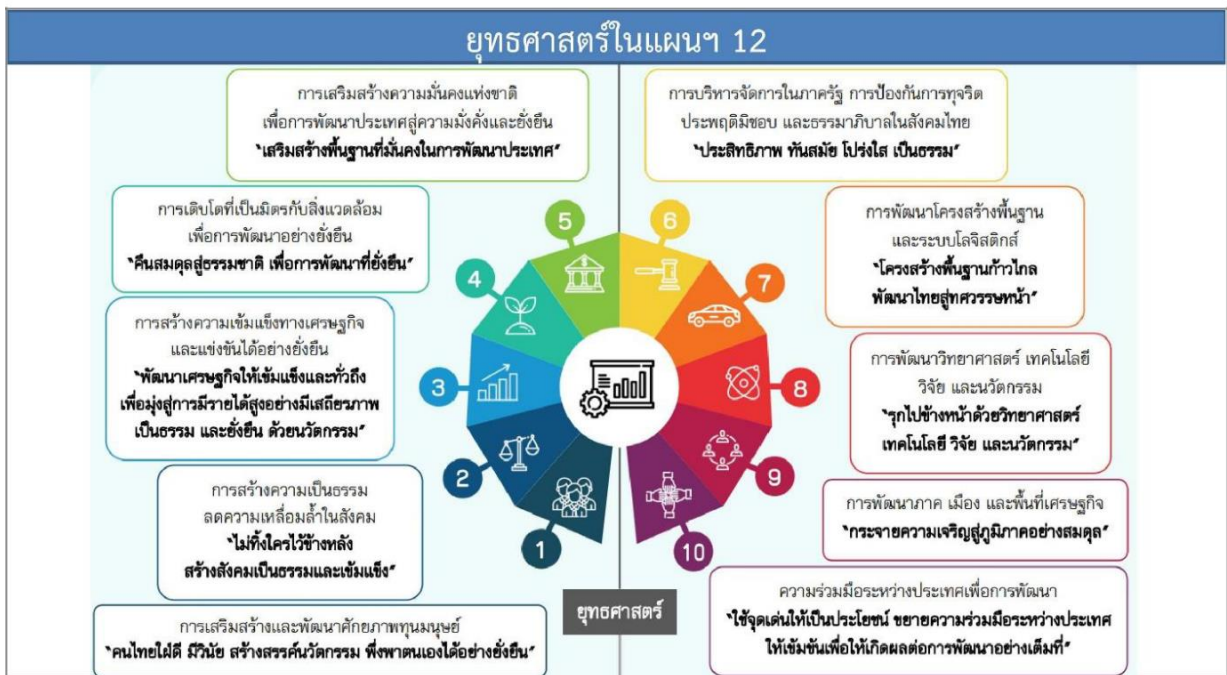 ยุทธศาสตร์ในแผนฯ 12
การเสริมสร้างความมั่นคงแห่งชาติ
เพื่อการพัฒนาประเทศสู่ความมั่งคั่งและยั่งยืน
"เสริมสร้างพื้นฐานที่มั่นคงในการพัฒนาประเทศ"
การเติบโตที่เป็นมิตรกับสิ่งแวดล้อม
เพื่อการพัฒนาอย่างยั่งยืน
"คืนสมดุลสู่ธรรมชาติ เพื่อการพัฒนาที่ยั่งยืน"
การสร้างความเข้มแข็งทางเศรษฐกิจ
และแข่งขันได้อย่างยั่งยืน
"พัฒนาเศรษฐกิจให้เข้มแข็งและทั่วถึง
เพื่อมุ่งสู่การมีรายได้สูงอย่างมีเสถียรภาพ
เป็นธรรม และยั่งยืน ด้วยนวัตกรรม"
การสร้างความเป็นธรรม
ลดความเหลื่อมล้ำในสังคม
"ไม่ทิ้งใครไว้ข้างหลัง
สร้างสังคมเป็นธรรมและเข้มแข็ง"
การเสริมสร้างและพัฒนาศักยภาพทุนมนุษย์
"คนไทยใฝ่ดี มีวินัย สร้างสรรค์นวัตกรรม พึ่งพาตนเองได้อย่างยั่งยืน"
5
4
3
2
1
6
7
8
9
10
ยุทธศาสตร์
การบริหารจัดการในภาครัฐ การป้องกันการทุจริต
ประพฤติมิชอบ และธรรมาภิบาลในสังคมไทย
"ประสิทธิภาพ ทันสมัย โปร่งใส เป็นธรรม"
การพัฒนาโครงสร้างพื้นฐาน
และระบบโลจิสติกส์
"โครงสร้างพื้นฐานก้าวไกล
พัฒนาไทยสู่ทศวรรษหน้า"
การพัฒนาวิทยาศาสตร์ เทคโนโลยี
วิจัย และนวัตกรรม
"รุกไปข้างหน้าด้วยวิทยาศาสตร์
เทคโนโลยี วิจัย และนวัตกรรม"
การพัฒนาภาค เมือง และพื้นที่เศรษฐกิจ
"กระจายความเจริญสู่ภูมิภาคอย่างสมดุล"
ความร่วมมือระหว่างประเทศเพื่อการพัฒนา
"ใช้จุดเด่นให้เป็นประโยชน์ ขยายความร่วมมือระหว่างประเทศ
ให้เข้มข้นเพื่อให้เกิดผลต่อการพัฒนาอย่างเต็มที่"